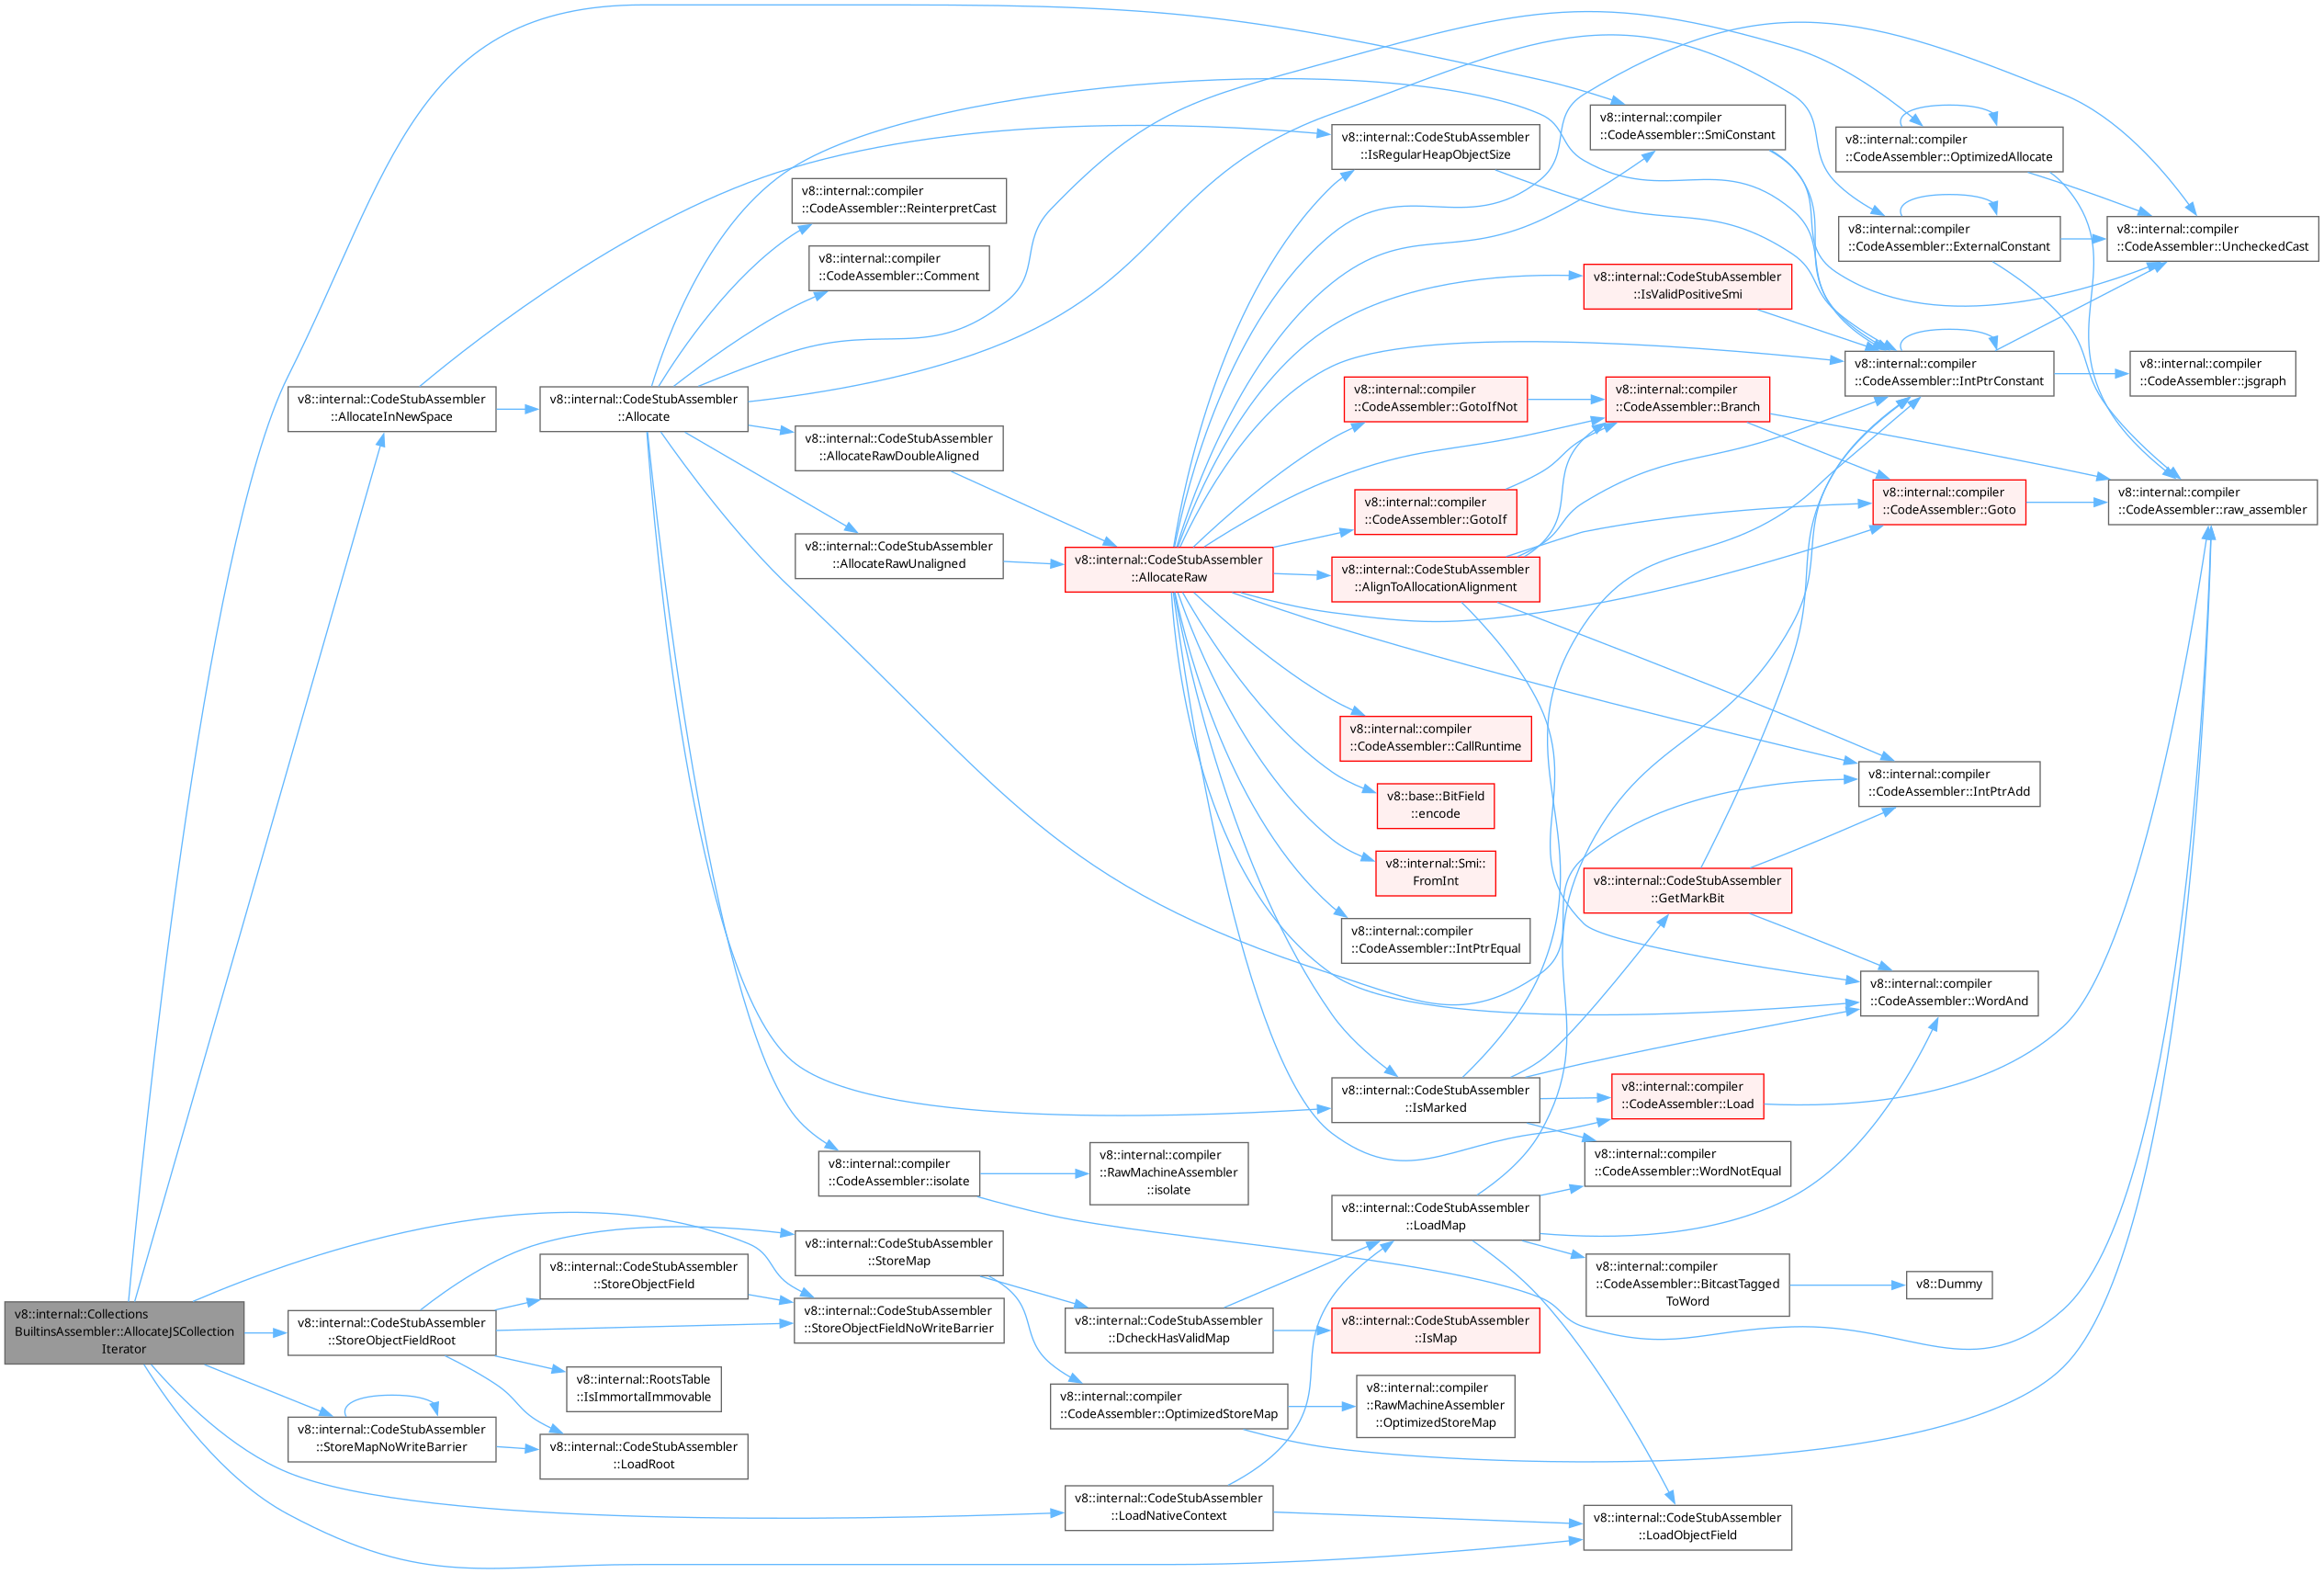 v8::internal::Collections
BuiltinsAssembler::AllocateJSCollection
Iterator
v8::internal::CodeStubAssembler
::AllocateInNewSpace
v8::internal::CodeStubAssembler
::StoreObjectFieldRoot
v8::internal::CodeStubAssembler
::StoreMapNoWriteBarrier
v8::internal::CodeStubAssembler
::Allocate
v8::internal::CodeStubAssembler
::StoreObjectField
v8::internal::RootsTable
::IsImmortalImmovable
v8::internal::CodeStubAssembler
::LoadRoot
v8::internal::compiler
::CodeAssembler::ReinterpretCast
v8::internal::compiler
::CodeAssembler::Comment
v8::internal::CodeStubAssembler
::AllocateRawDoubleAligned
v8::internal::CodeStubAssembler
::AllocateRawUnaligned
v8::internal::compiler
::CodeAssembler::isolate
v8::internal::CodeStubAssembler
::StoreMap
v8::internal::CodeStubAssembler
::StoreObjectFieldNoWriteBarrier
v8::internal::CodeStubAssembler
::AllocateRaw
v8::internal::compiler
::RawMachineAssembler
::isolate
v8::internal::CodeStubAssembler
::DcheckHasValidMap
v8::internal::compiler
::CodeAssembler::OptimizedStoreMap
v8::internal::CodeStubAssembler
::LoadNativeContext
v8::internal::CodeStubAssembler
::IsRegularHeapObjectSize
v8::internal::compiler
::CodeAssembler::GotoIfNot
v8::internal::compiler
::CodeAssembler::GotoIf
v8::internal::CodeStubAssembler
::AlignToAllocationAlignment
v8::internal::compiler
::CodeAssembler::CallRuntime
v8::base::BitField
::encode
v8::internal::Smi::
FromInt
v8::internal::compiler
::CodeAssembler::IntPtrEqual
v8::internal::CodeStubAssembler
::IsMarked
v8::internal::CodeStubAssembler
::LoadMap
v8::internal::CodeStubAssembler
::IsMap
v8::internal::compiler
::RawMachineAssembler
::OptimizedStoreMap
v8::internal::compiler
::CodeAssembler::SmiConstant
v8::internal::CodeStubAssembler
::IsValidPositiveSmi
v8::internal::compiler
::CodeAssembler::Branch
v8::internal::CodeStubAssembler
::GetMarkBit
v8::internal::compiler
::CodeAssembler::Load
v8::internal::compiler
::CodeAssembler::WordNotEqual
v8::internal::compiler
::CodeAssembler::BitcastTagged
ToWord
v8::internal::CodeStubAssembler
::LoadObjectField
v8::internal::compiler
::CodeAssembler::OptimizedAllocate
v8::internal::compiler
::CodeAssembler::ExternalConstant
v8::internal::compiler
::CodeAssembler::IntPtrConstant
v8::internal::compiler
::CodeAssembler::Goto
v8::internal::compiler
::CodeAssembler::IntPtrAdd
v8::internal::compiler
::CodeAssembler::WordAnd
v8::Dummy
v8::internal::compiler
::CodeAssembler::UncheckedCast
v8::internal::compiler
::CodeAssembler::jsgraph
v8::internal::compiler
::CodeAssembler::raw_assembler